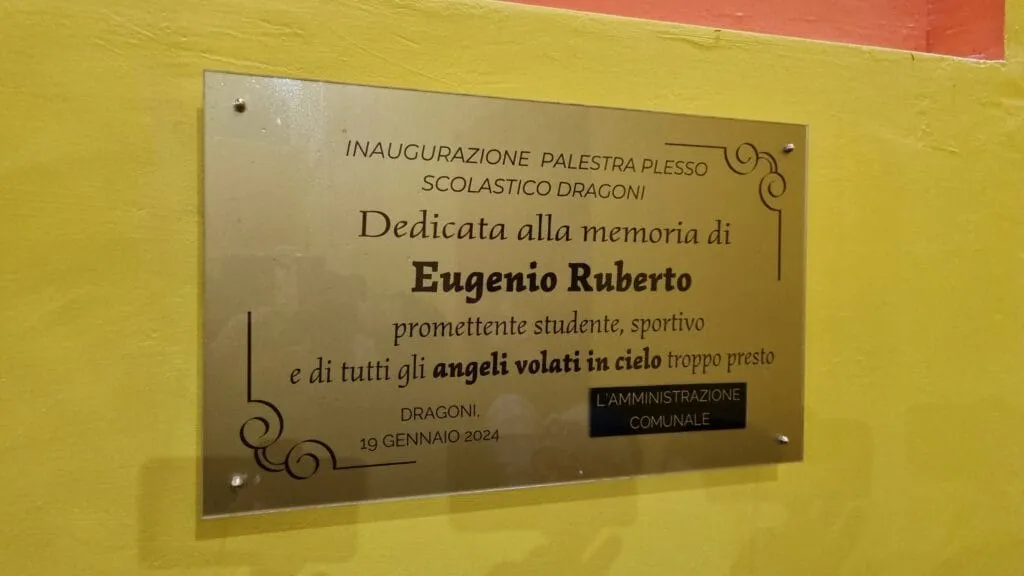 INAUGURAZIONE PALESTRA PLESSO
SCOLASTICO DRAGONI
Dedicata alla memoria di
Eugenio Ruberto
promettente studente, sportivo
e di tutti gli angeli volati in cielo troppo presto
DRAGONI,
19 GENNAIO 2024
L'AMMINISTRAZIONE
COMUNALE